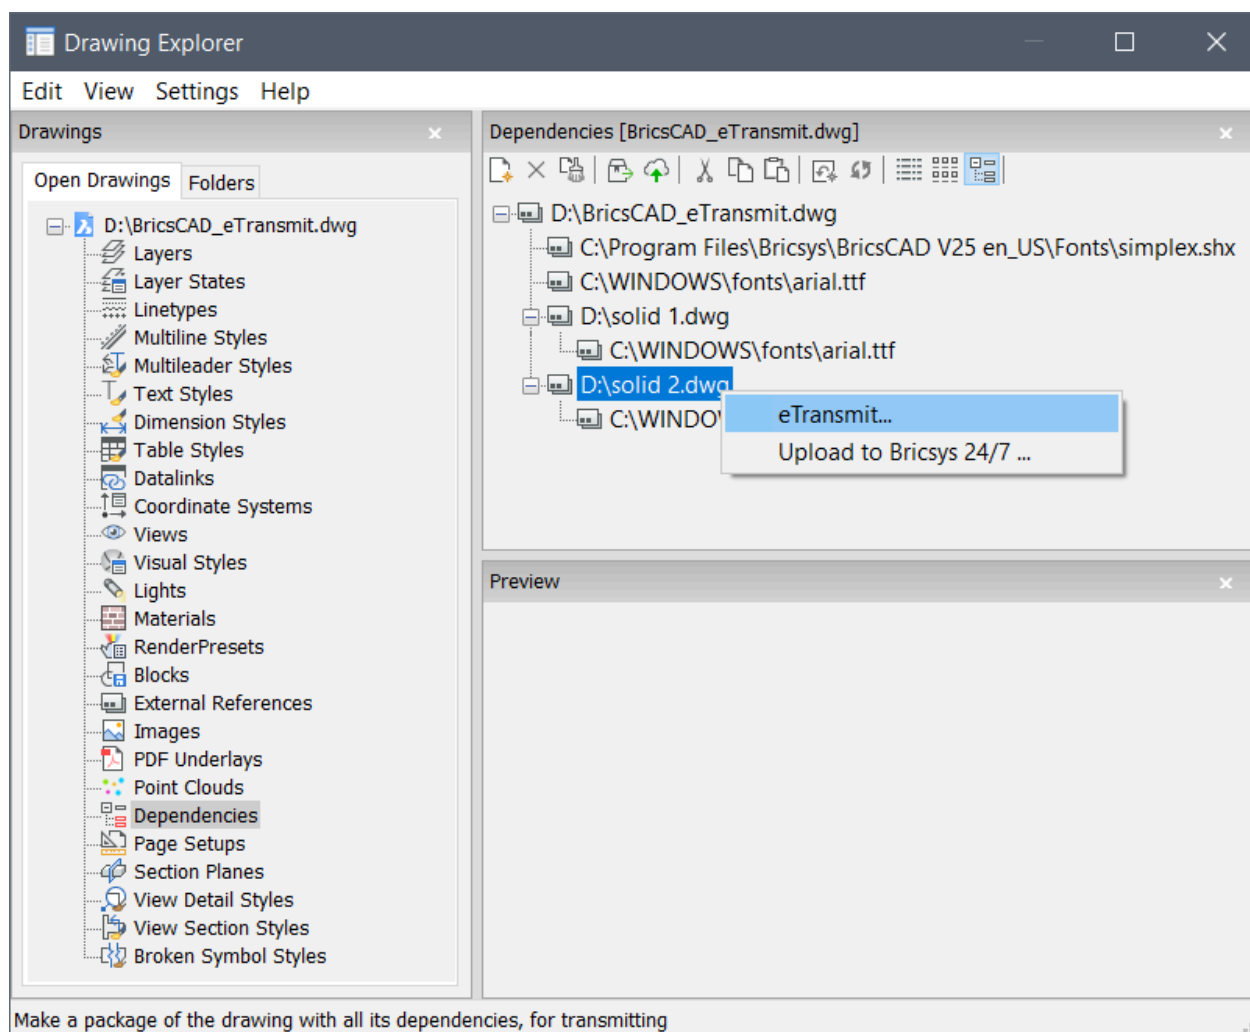 Drawing Explorer
Edit View Settings Help
Drawings
Open Drawings Folders
D:\BricsCAD_eTransmit.dwg
Layers
Layer States
Linetypes
Multiline Styles
Multileader Styles
Text Styles
Dimension Styles
Table Styles
Datalinks
Coordinate Systems
Views
Visual Styles
Lights
Materials
RenderPresets
Blocks
External References
Images
PDF Underlays
Point Clouds
Dependencies
Page Setups
Section Planes
View Detail Styles
View Section Styles
Broken Symbol Styles
Dependencies [BricsCAD_eTransmit.dwg]
D:\BricsCAD_eTransmit.dwg
C:\Program Files\Bricsys\BricsCAD V25 en_US\Fonts\simplex.shx
C:\WINDOWS\fonts\arial.ttf
D:\solid 1.dwg
C:\WINDOWS\fonts\arial.ttf
D:\solid 2.dwg
C:\WINDO
eTransmit...
Upload to Bricsys 24/7 ...
Preview
Make a package of the drawing with all its dependencies, for transmitting